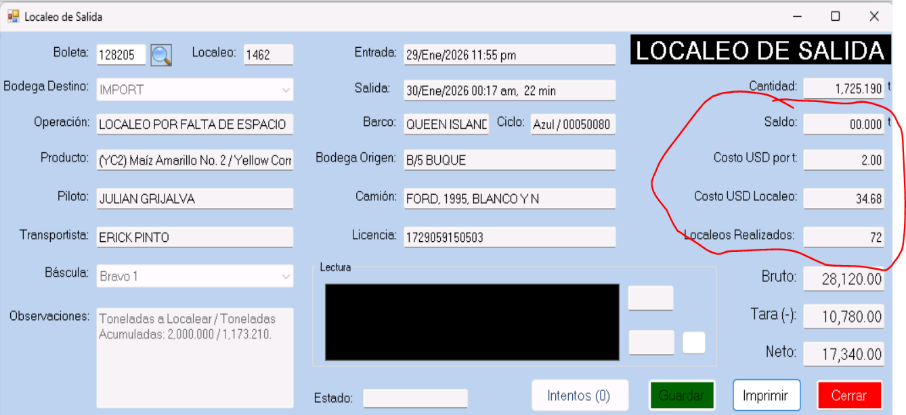 Localeo de Salida
Boleta: 128205 Localeo: 1462 Entrada: 29/Ene/2026 11:55 pm LOCALEO DE SALIDA
Bodega Destino: IMPORT Salida: 30/Ene/2026 00:17 am, 22 min Cantidad: 1,725.190 t
Operación: LOCALEO POR FALTA DE ESPACIO Barco: QUEEN ISLAND Ciclo: Azul / 00050080 Saldo: 00.000 t
Producto: (YC2) Maíz Amarillo No. 2 / Yellow Corr Bodega Origen: B/5 BUQUE Costo USD por t: 2.00
Piloto: JULIAN GRIJALVA Camión: FORD, 1995, BLANCO Y N Costo USD Localeo: 34.68
Transportista: ERICK PINTO Licencia: 1729059150503 Localeos Realizados: 72
Báscula: Bravo 1 Lectura Bruto: 28,120.00
Observaciones: Toneladas a Localear / Toneladas Tara (-): 10,780.00
Acumuladas: 2,000.000 / 1,173.210.
Neto: 17,340.00
Estado: Intentos (0) Guardar Imprimir Cerrar